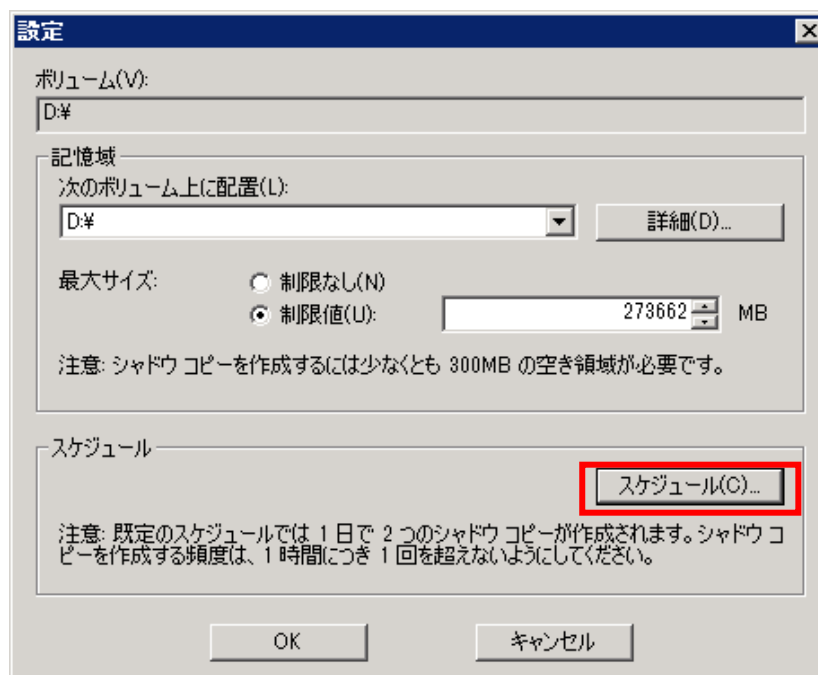 設定
ボリューム(V):
D:¥
記憶域
次のボリューム上に配置(L):
D:¥
詳細(D)...
最大サイズ:
制限なし(N)
制限値(U):
273662
MB
注意: シャドウ コピーを作成するには少なくとも 300MB の空き領域が必要です。
スケジュール
スケジュール(C)...
注意: 既定のスケジュールでは 1 日で 2 つのシャドウ コピーが作成されます。シャドウ コ
ピーを作成する頻度は、1 時間につき 1 回を超えないようにしてください。
OK
キャンセル